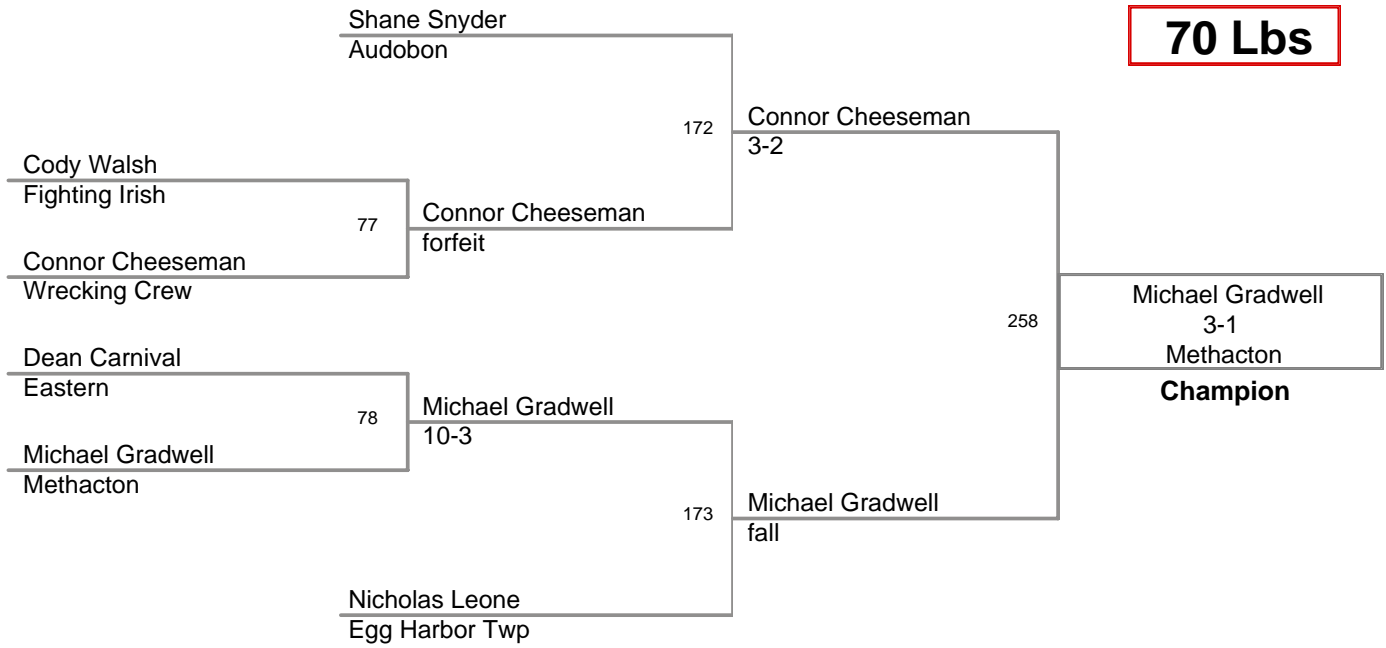 Shane Snyder
Audobon
70 Lbs
172
Connor Cheeseman
3-2
Cody Walsh
Fighting Irish
77
Connor Cheeseman
forfeit
Connor Cheeseman
Wrecking Crew
258
Michael Gradwell
3-1
Methacton
Champion
Dean Carnival
Eastern
78
Michael Gradwell
10-3
Michael Gradwell
Methacton
173
Michael Gradwell
fall
Nicholas Leone
Egg Harbor Twp